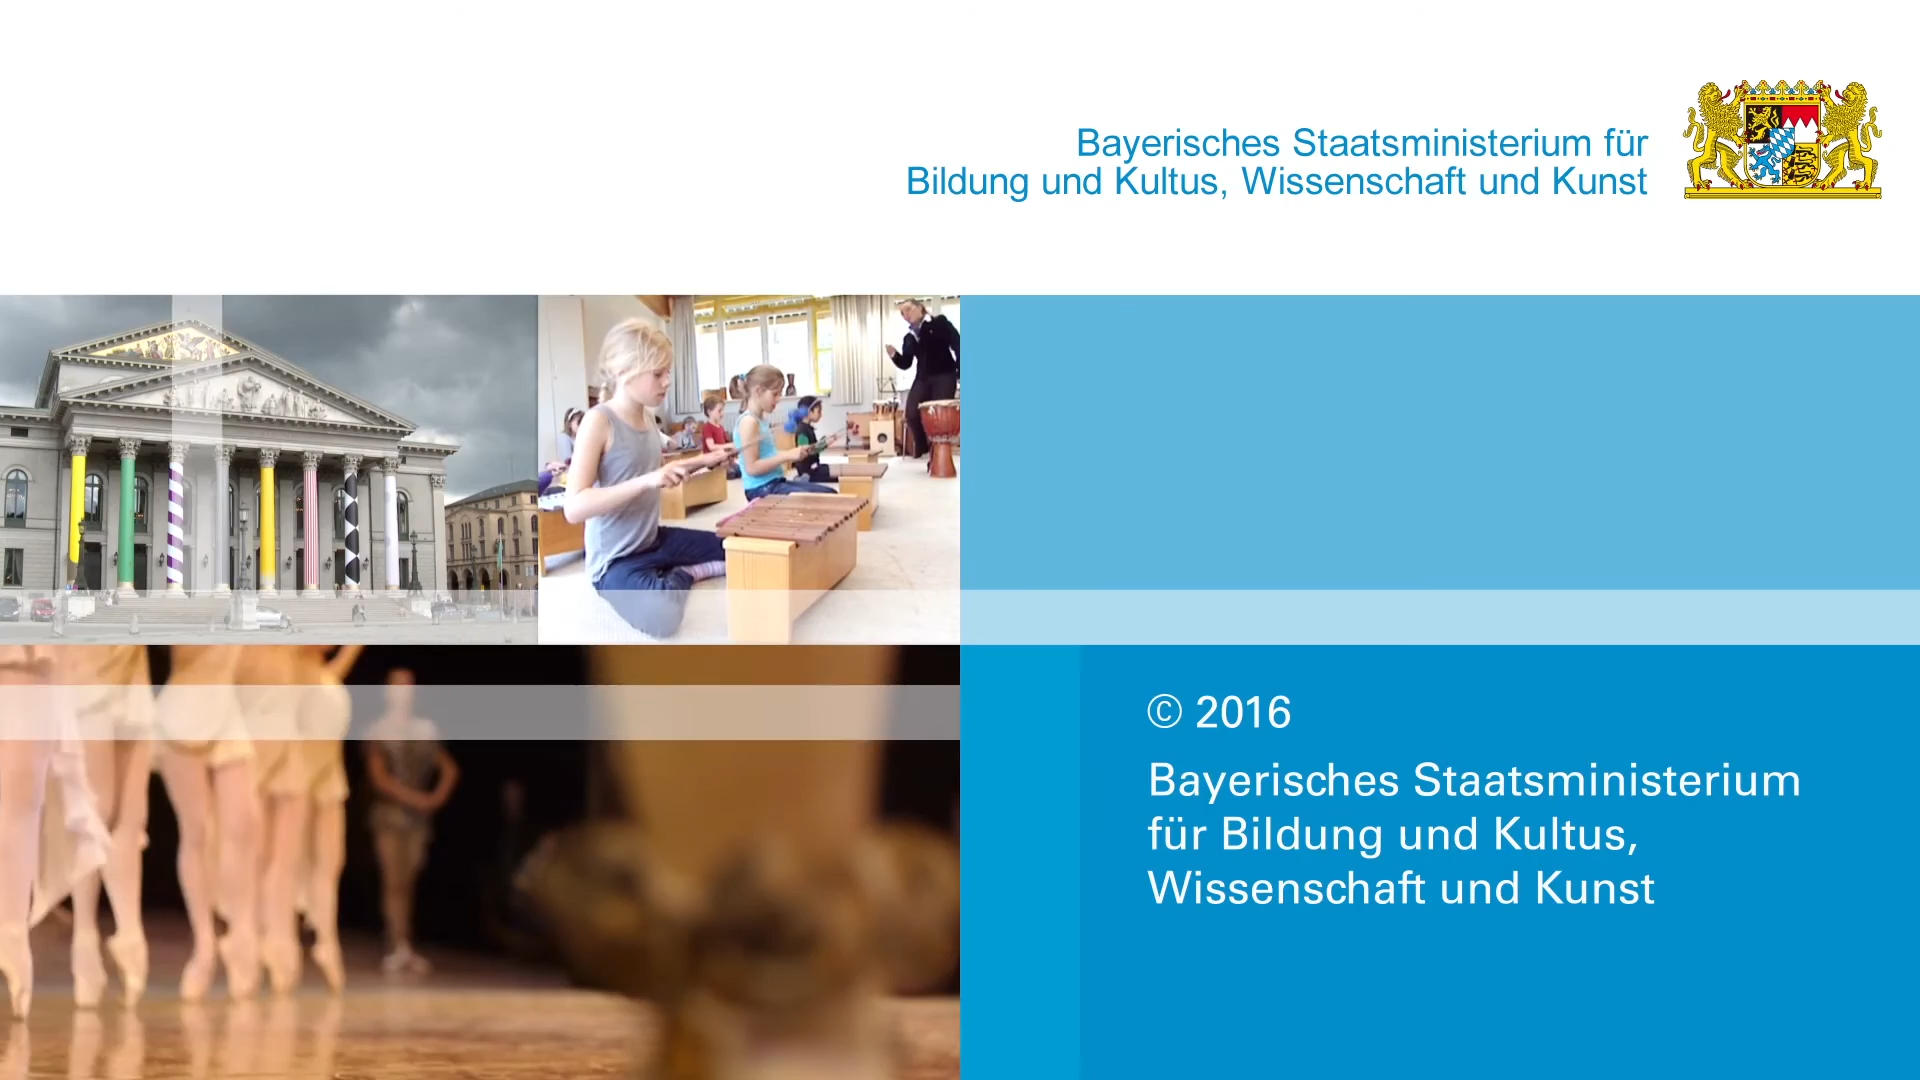 Bayerisches Staatsministerium für
Bildung und Kultus, Wissenschaft und Kunst
© 2016
Bayerisches Staatsministerium
für Bildung und Kultus,
Wissenschaft und Kunst